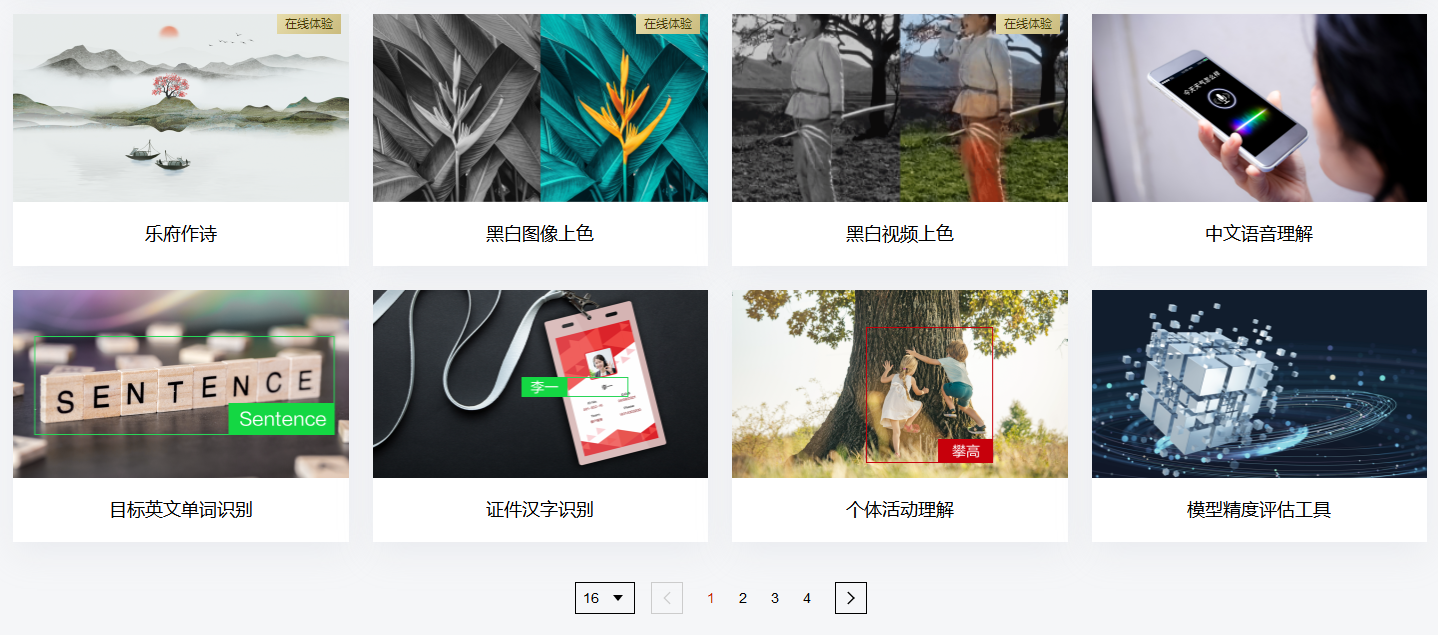 在线体验
在线体验
在线体验
今天天气怎么样
乐府作诗
黑白图像上色
黑白视频上色
中文语音理解
SENTENCE
Sentence
李一
攀高
目标英文单词识别
证件汉字识别
个体活动理解
模型精度评估工具
16
1 2 3 4